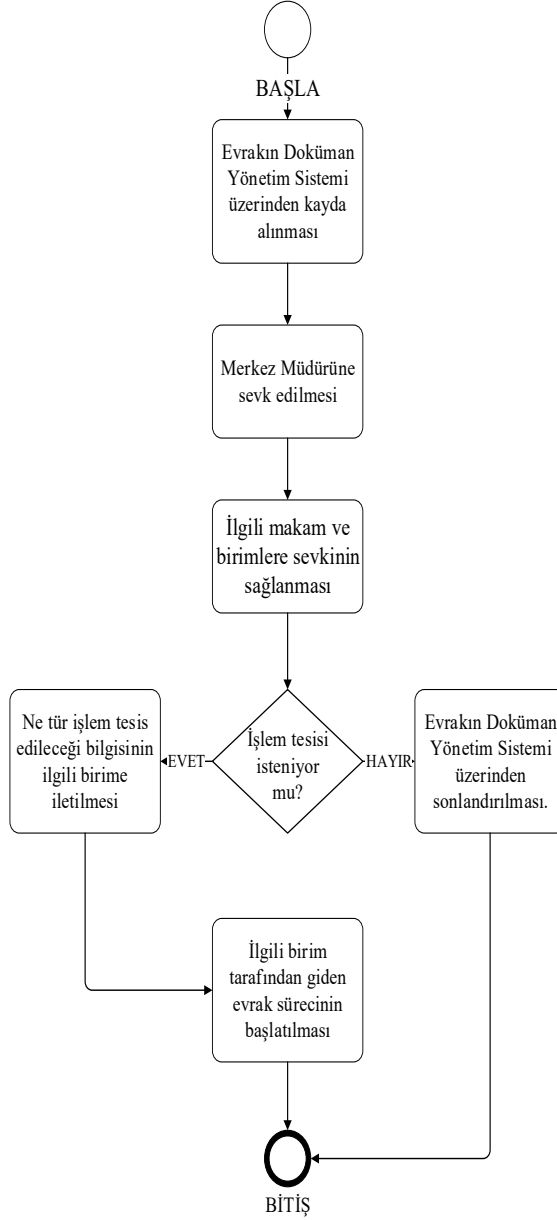 BAŞLA
Evrakın Doküman
Yönetim Sistemi
üzerinden kayda
alınması
Merkez Müdürüne
sevk edilmesi
İlgili makam ve
birimlere sevkinin
sağlanması
Ne tür işlem tesis
edileceği bilgisinin
ilgili birime
iletilmesi
EVET
İşlem tesisi
isteniyor
mu?
HAYIR
Evrakın Doküman
Yönetim Sistemi
üzerinden
sonlandırılması.
İlgili birim
tarafından giden
evrak sürecinin
başlatılması
BİTİŞ